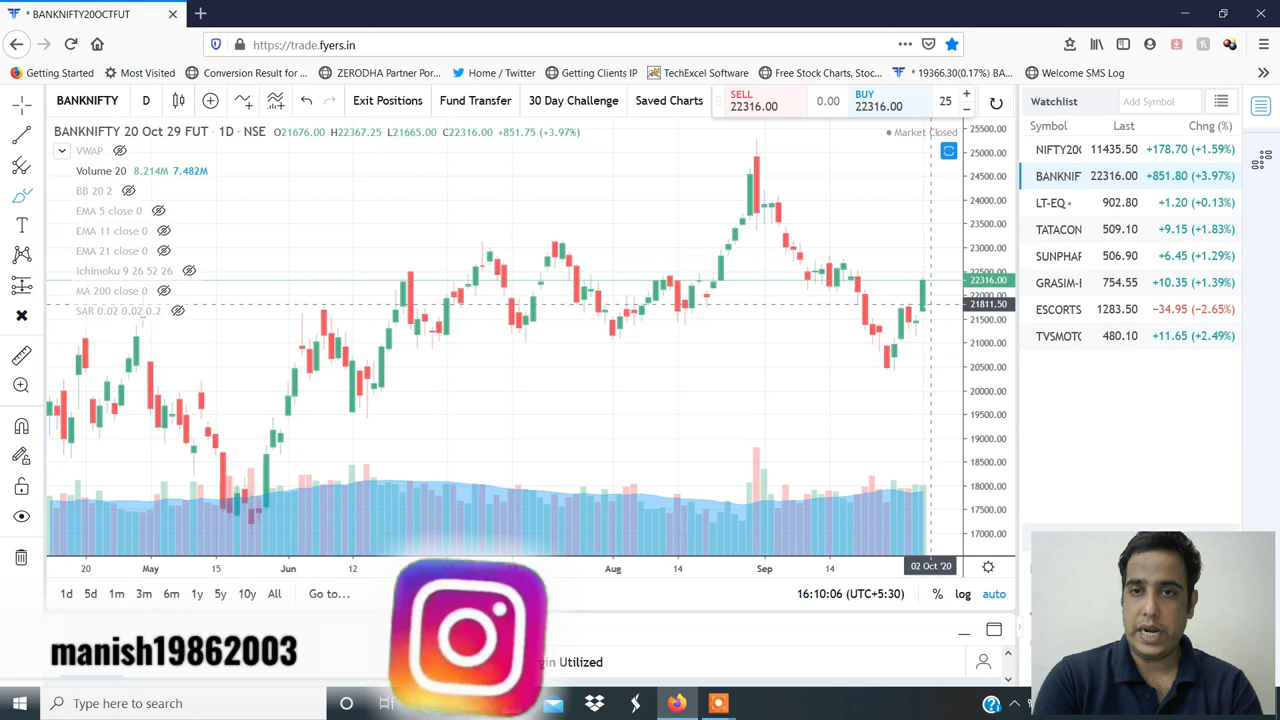 * BANKNIFTY20OCTFUT
https://trade.fyers.in
Getting Started
Most Visited
Conversion Result for ...
ZERODHA Partner Por...
Home / Twitter
Getting Clients IP
TechExcel Software
Free Stock Charts, Stoc...
* 19366.30(0.17%) BA...
Welcome SMS Log
BANKNIFTY
D
Exit Positions
Fund Transfer
30 Day Challenge
Saved Charts
SELL
22316.00
0.00
BUY
22316.00
25
+
Watchlist
Add Symbol
BANKNIFTY 20 Oct 29 FUT · 1D · NSE O21676.00 H22367.25 L21665.00 C22316.00 +851.75 (+3.97%)
Market Closed
VWAP
Volume 20 8.214M 7.482M
BB 20 2
EMA 5 close 0
EMA 11 close 0
EMA 21 close 0
Ichimoku 9 26 52 26
MA 200 close 0
SAR 0.02 0.02 0.2
Symbol Last Chng (%)
NIFTY20( 11435.50 +178.70 (+1.59%)
BANKNIF 22316.00 +851.80 (+3.97%)
LT-EQ 902.80 +1.20 (+0.13%)
TATACON 509.10 +9.15 (+1.83%)
SUNPHAR 506.90 +6.45 (+1.29%)
GRASIM-I 754.55 +10.35 (+1.39%)
ESCORTS 1283.50 -34.95 (-2.65%)
TVSMOT( 480.10 +11.65 (+2.49%)
25500.00
25000.00
24500.00
24000.00
23500.00
23000.00
22500.00
22316.00
22000.00
21811.50
21500.00
21000.00
20500.00
20000.00
19500.00
19000.00
18500.00
18000.00
17500.00
17000.00
20 May 15 Jun 12 Aug 14 Sep 14 02 Oct '20
1d 5d 1m 3m 6m 1y 5y 10y All Go to...
16:10:06 (UTC+5:30) % log auto
manish19862003
in Utilized
Type here to search